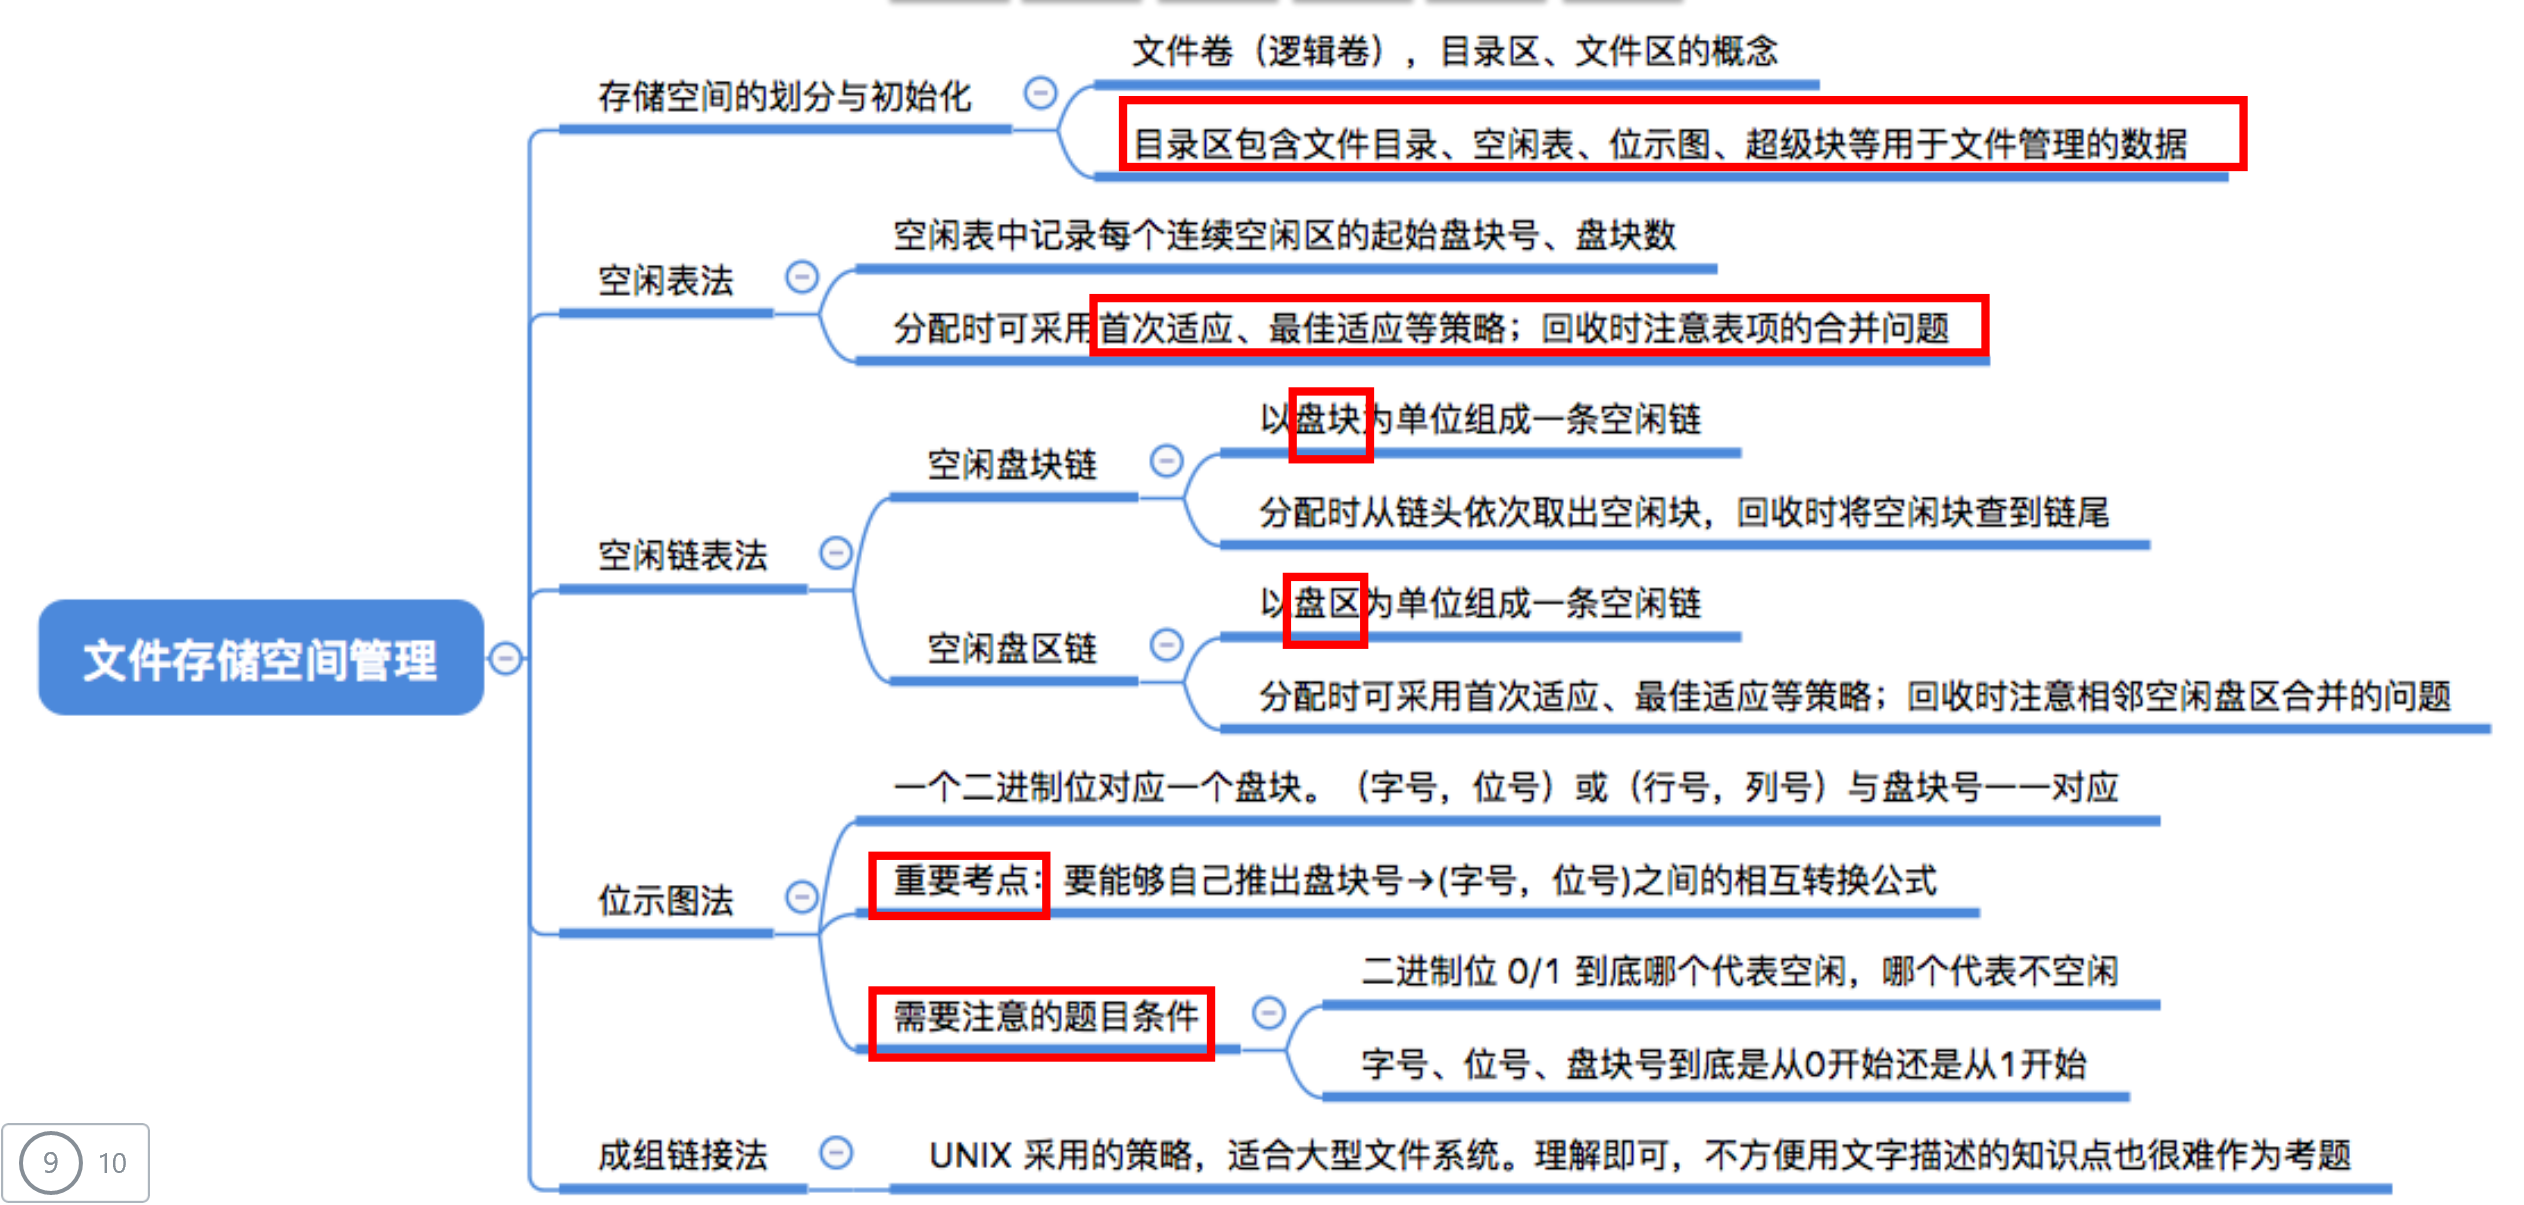 文件卷（逻辑卷），目录区、文件区的概念
存储空间的划分与初始化
目录区包含文件目录、空闲表、位示图、超级块等用于文件管理的数据
空闲表中记录每个连续空闲区的起始盘块号、盘块数
空闲表法
分配时可采用首次适应、最佳适应等策略；回收时注意表项的合并问题
以盘块为单位组成一条空闲链
空闲盘块链
分配时从链头依次取出空闲块，回收时将空闲块查到链尾
空闲链表法
以盘区为单位组成一条空闲链
空闲盘区链
分配时可采用首次适应、最佳适应等策略；回收时注意相邻空闲盘区合并的问题
文件存储空间管理
一个二进制位对应一个盘块。（字号，位号）或（行号，列号）与盘块号一一对应
重要考点：要能够自己推出盘块号→(字号，位号)之间的相互转换公式
位示图法
二进制位 0/1 到底哪个代表空闲，哪个代表不空闲
需要注意的题目条件
字号、位号、盘块号到底是从0开始还是从1开始
成组链接法
UNIX 采用的策略，适合大型文件系统。理解即可，不方便用文字描述的知识点也很难作为考题
9 10